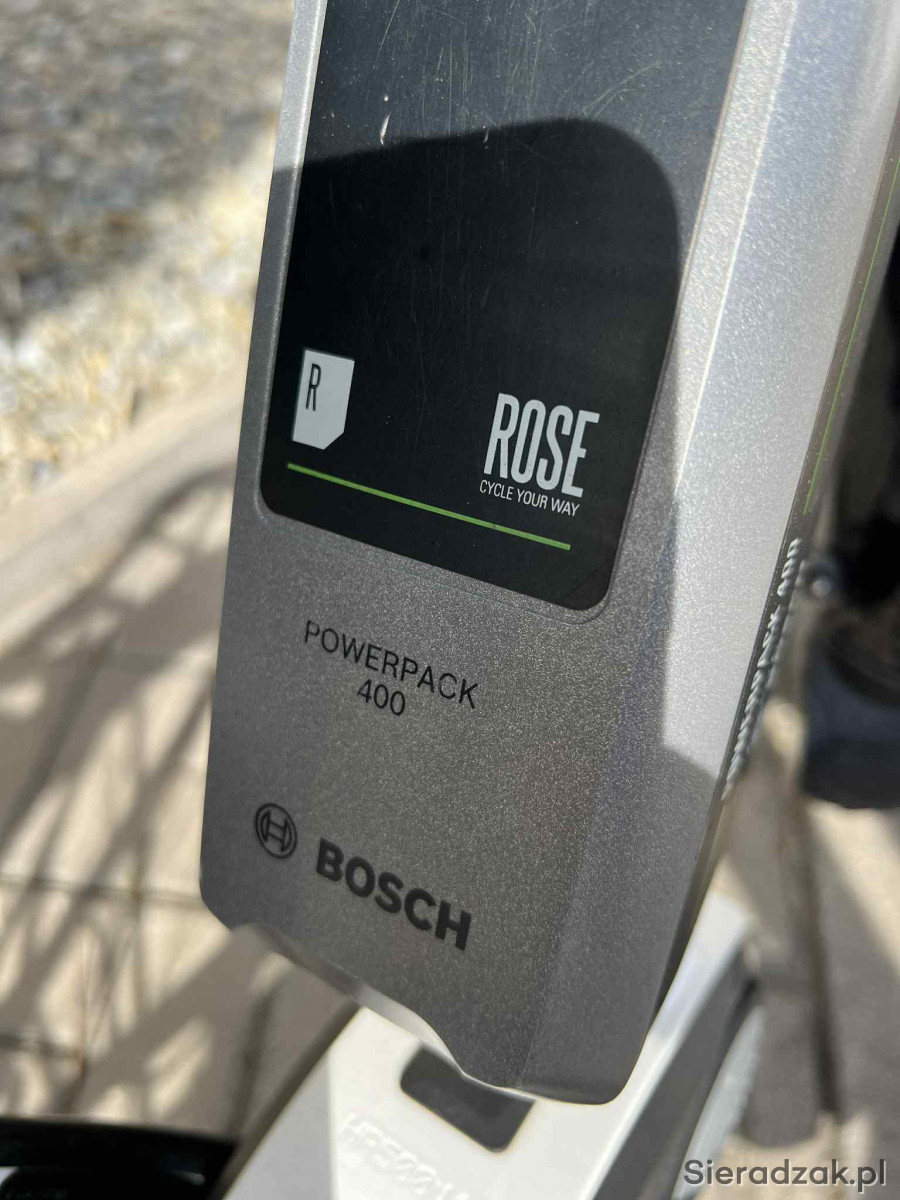 R
ROSE
CYCLE YOUR WAY
POWERPACK
400
BOSCH
Sieradzak.pl